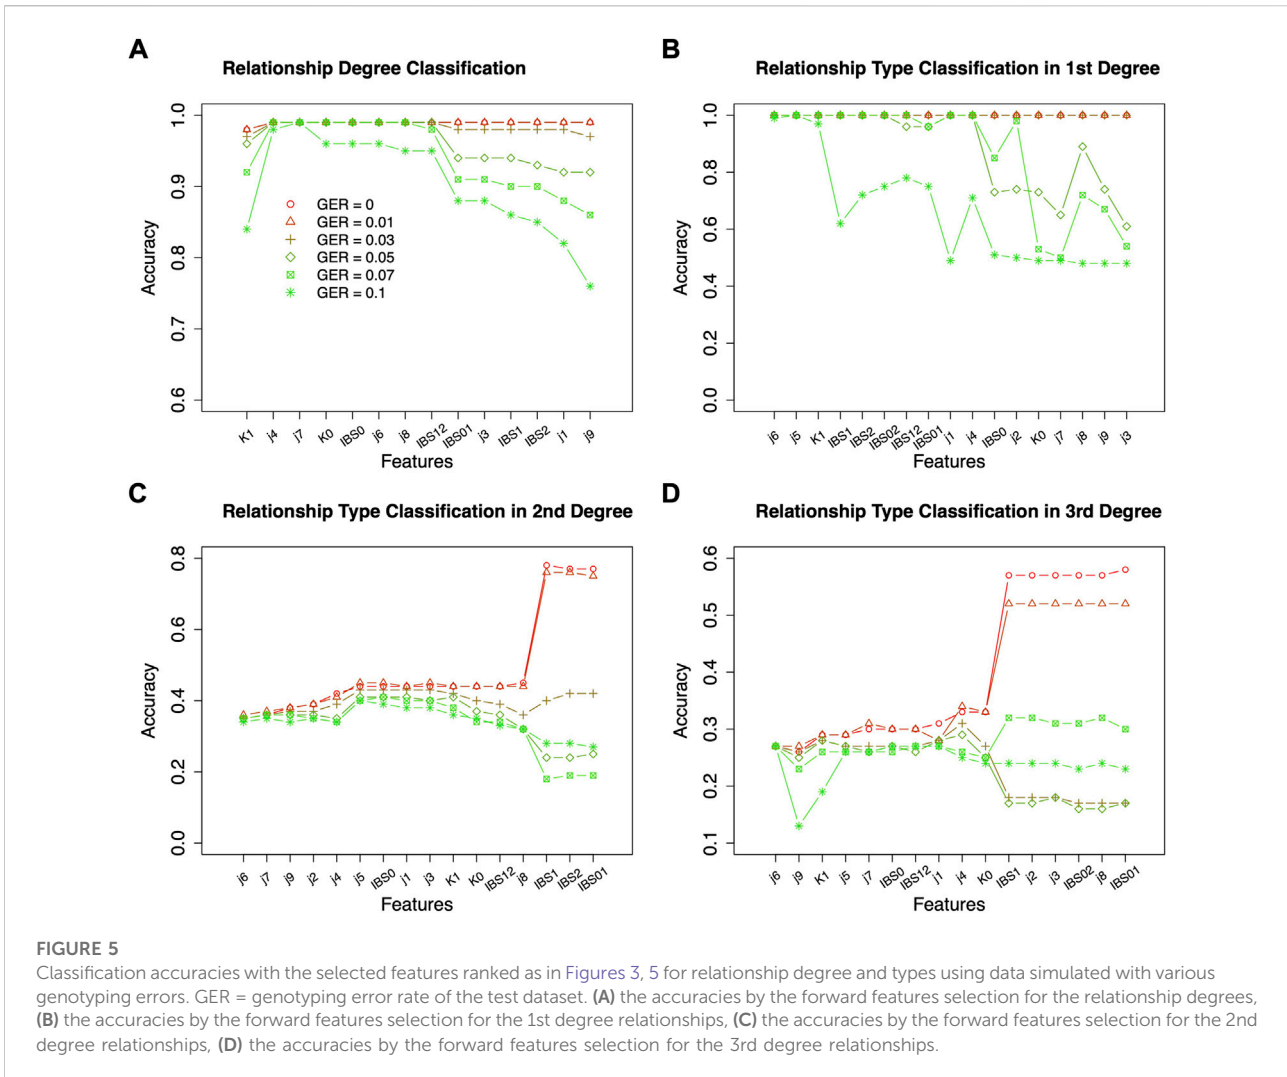 A
Relationship Degree Classification
Accuracy
1.0
0.9
0.8
0.7
0.6
GER = 0
GER = 0.01
GER = 0.03
GER = 0.05
GER = 0.07
GER = 0.1
K1 j4 j7 K0 IBS0 j6 j8 IBS12 IBS01 j3 IBS1 IBS2 j1 j9
Features
B
Relationship Type Classification in 1st Degree
Accuracy
1.0
0.8
0.6
0.4
0.2
0.0
j6 j5 K1 IBS1 IBS2 IBS02 IBS12 IBS01 j1 j4 IBS0 j2 K0 j7 j8 j9 j3
Features
C
Relationship Type Classification in 2nd Degree
Accuracy
0.8
0.6
0.4
0.2
0.0
j6 j7 j9 j2 j4 j5 IBS0 j1 j3 K1 K0 IBS12 j8 IBS1 IBS2 IBS01
Features
D
Relationship Type Classification in 3rd Degree
Accuracy
0.6
0.5
0.4
0.3
0.2
0.1
j6 j9 K1 j5 j7 IBS0 IBS12 j1 j4 K0 IBS1 j2 j3 IBS02 j8 IBS01
Features
FIGURE 5
Classification accuracies with the selected features ranked as in Figures 3, 5 for relationship degree and types using data simulated with various
genotyping errors. GER = genotyping error rate of the test dataset. (A) the accuracies by the forward features selection for the relationship degrees,
(B) the accuracies by the forward features selection for the 1st degree relationships, (C) the accuracies by the forward features selection for the 2nd
degree relationships, (D) the accuracies by the forward features selection for the 3rd degree relationships.